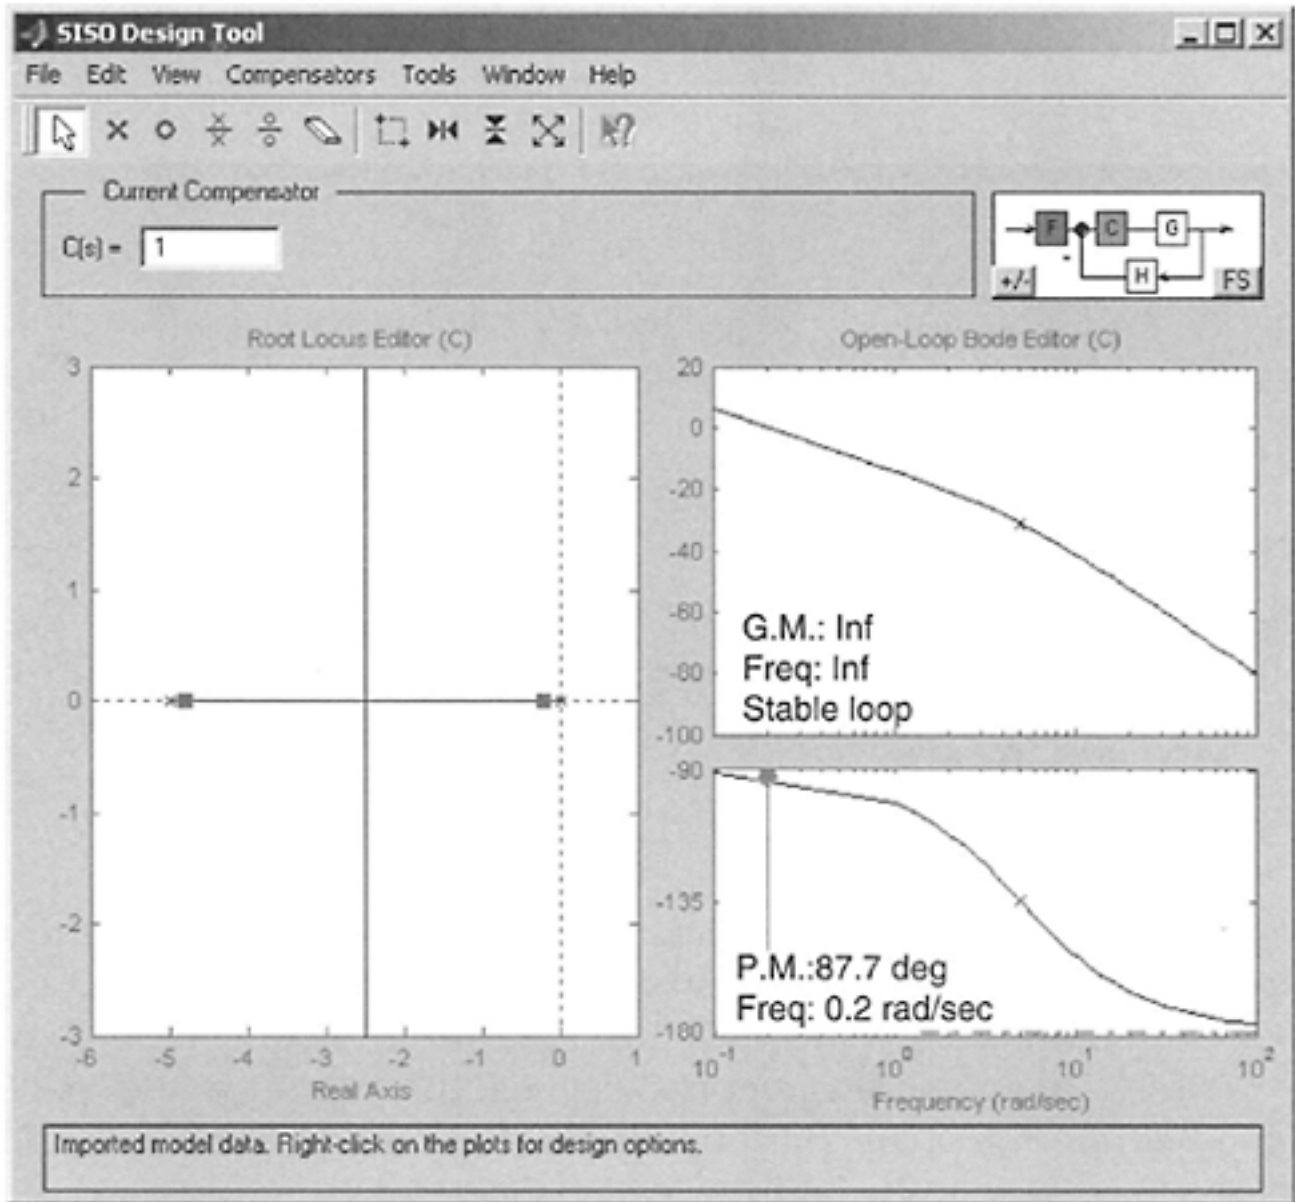 SISO Design Tool
File Edit View Compensators Tools Window Help
Current Compensator
C(s) = 1
F C G
H
+/- FS
Root Locus Editor (C)
3
2
1
0
-1
-2
-3
-6 -5 -4 -3 -2 -1 0 1
Real Axis
Open-Loop Bode Editor (C)
20
0
-20
-40
-60
-80
-100
G.M.: Inf
Freq: Inf
Stable loop
-90
-135
-180
P.M.:87.7 deg
Freq: 0.2 rad/sec
10^-1 10^0 10^1 10^2
Frequency (rad/sec)
Imported model data. Right-click on the plots for design options.